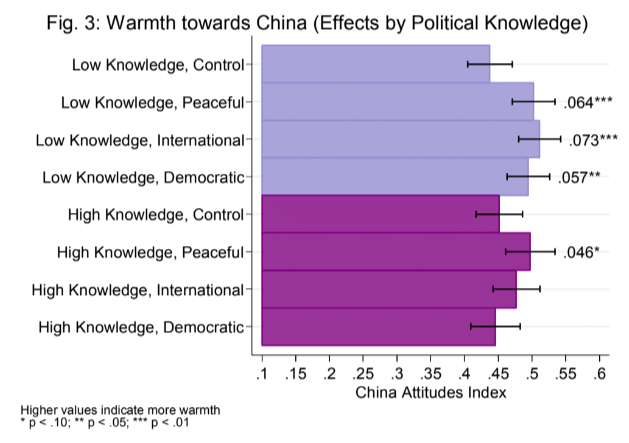 Fig. 3: Warmth towards China (Effects by Political Knowledge)
Low Knowledge, Control
Low Knowledge, Peaceful
.064***
Low Knowledge, International
.073***
Low Knowledge, Democratic
.057**
High Knowledge, Control
High Knowledge, Peaceful
.046*
High Knowledge, International
High Knowledge, Democratic
.1 .15 .2 .25 .3 .35 .4 .45 .5 .55 .6
China Attitudes Index
Higher values indicate more warmth
* p < .10; ** p < .05; *** p < .01